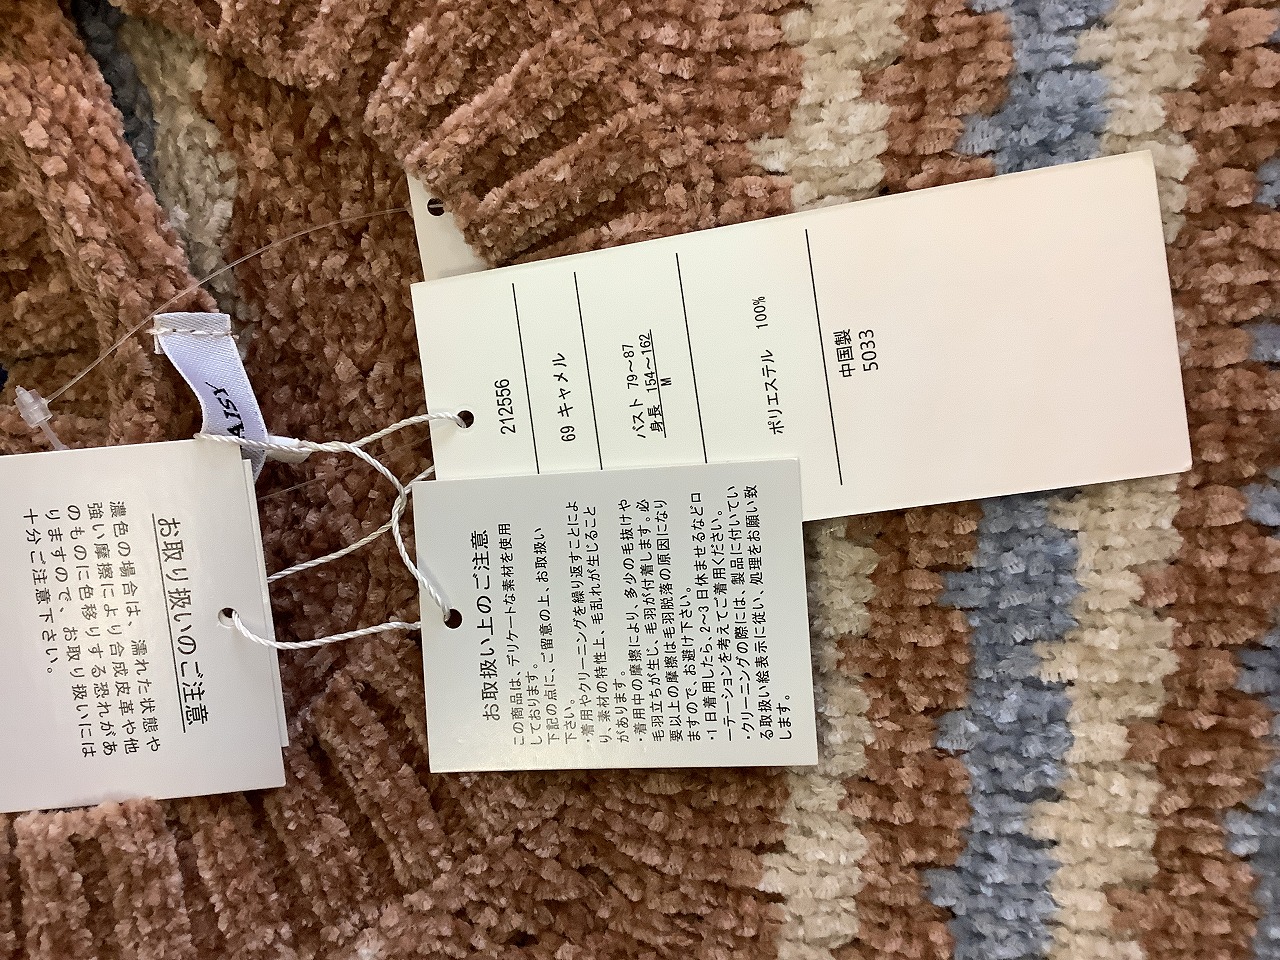 お取り扱いのご注意
濃色の場合は、濡れた状態や
強い摩擦により合成皮革や他
のものに色移りする恐れがあ
りますので、お取り扱いには
十分ご注意下さい。
AISY
212556
69 キャメル
バスト 79～87
身長 154～162
M
ポリエステル 100%
中国製
5033
お取扱い上のご注意
この商品は、デリケートな素材を使用
しております。
下記の点に、ご留意の上、お取扱い
下さい。
・着用やクリーニングを繰り返すことによ
り、素材の特性上、毛乱れが生じること
があります。
・着用中の摩擦により、多少の毛抜けや
毛羽立ちが生じ、毛羽が付着します。必
要以上の摩擦は毛羽脱落の原因になり
ますので、お避け下さい。
・1日着用したら、2～3日休ませるなどロ
ーテーションを考えてご着用ください。
・クリーニングの際には、製品に付いてい
る取扱い絵表示に従い、処理をお願い致
します。